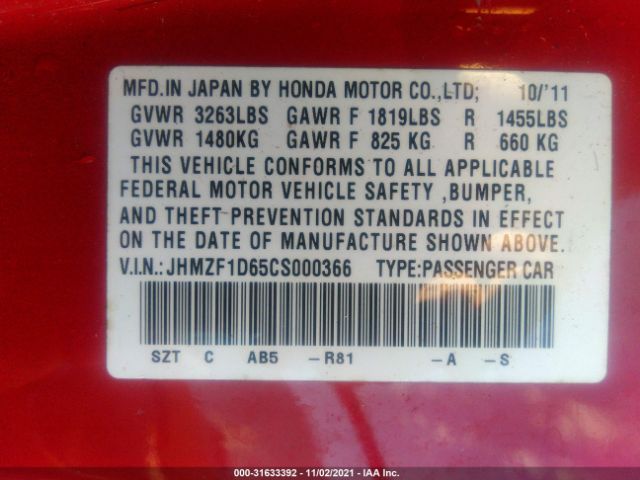 MFD.IN JAPAN BY HONDA MOTOR CO.,LTD; 10/'11
GVWR 3263LBS GAWR F 1819LBS R 1455LBS
GVWR 1480KG GAWR F 825 KG R 660 KG
THIS VEHICLE CONFORMS TO ALL APPLICABLE
FEDERAL MOTOR VEHICLE SAFETY ,BUMPER,
AND THEFT PREVENTION STANDARDS IN EFFECT
ON THE DATE OF MANUFACTURE SHOWN ABOVE.
V.I.N.:JHMZF1D65CS000366 TYPE:PASSENGER CAR
SZT C AB5 -R81 -A -S
000-31633392 - 11/02/2021 - IAA Inc.